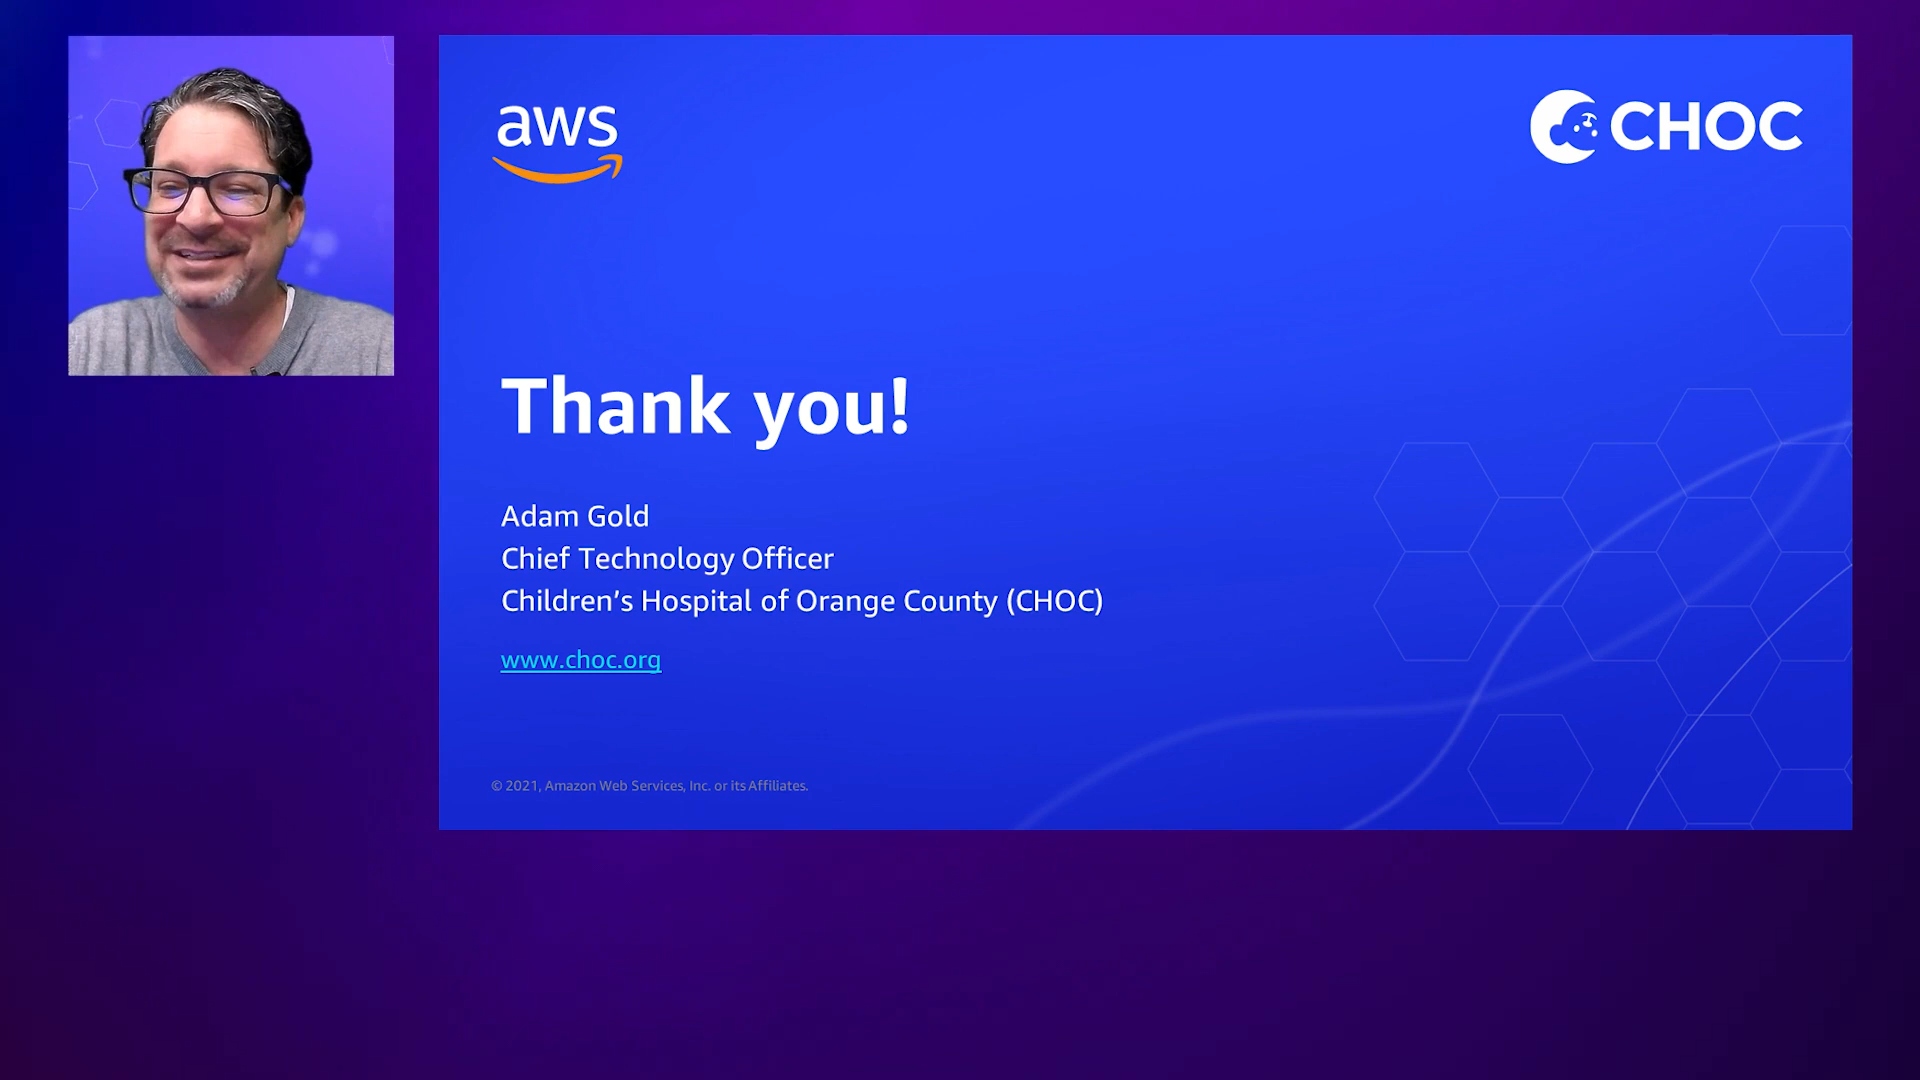 aws
CHOC
Thank you!
Adam Gold
Chief Technology Officer
Children’s Hospital of Orange County (CHOC)
www.choc.org
© 2021, Amazon Web Services, Inc. or its Affiliates.